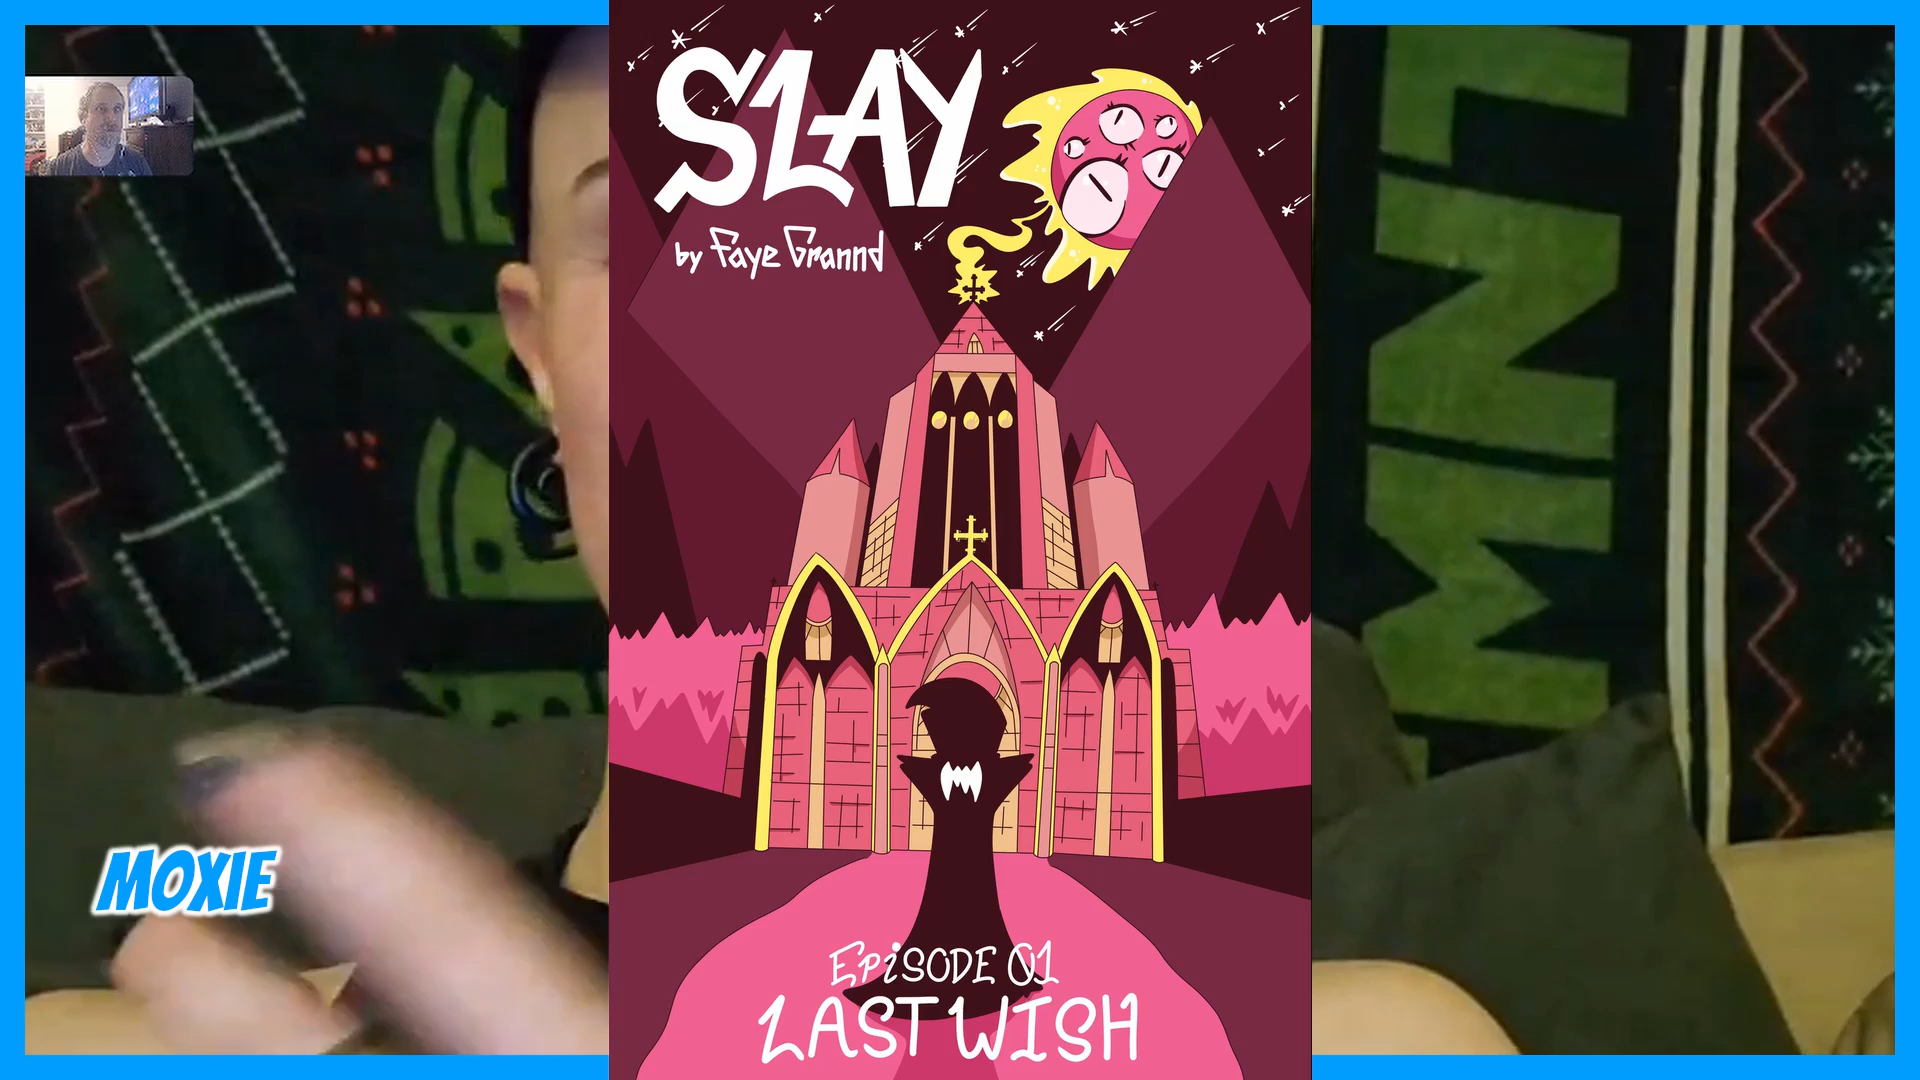 SLAY
by Faye Grannd
MOXIE
EPiSODE 01
LAST WISH